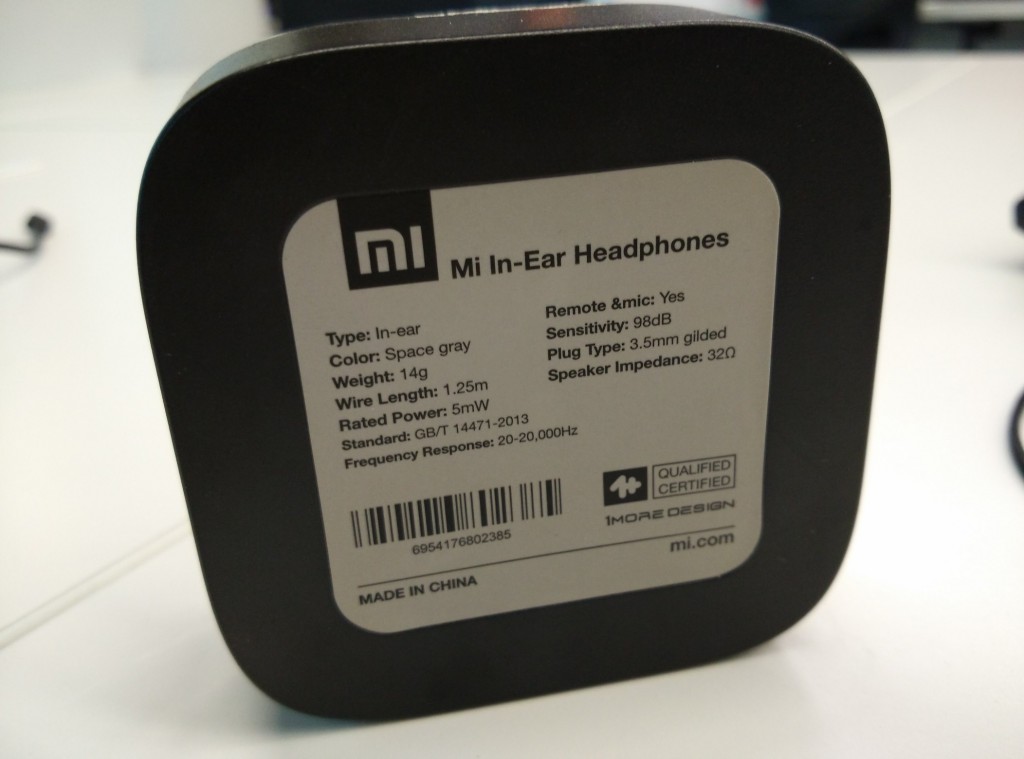 mi
Mi In-Ear Headphones
Type: In-ear
Color: Space gray
Weight: 14g
Wire Length: 1.25m
Rated Power: 5mW
Standard: GB/T 14471-2013
Frequency Response: 20-20,000Hz
Remote &mic: Yes
Sensitivity: 98dB
Plug Type: 3.5mm gilded
Speaker Impedance: 32Ω
6954176802385
QUALIFIED
CERTIFIED
1MORE DESIGN
mi.com
MADE IN CHINA